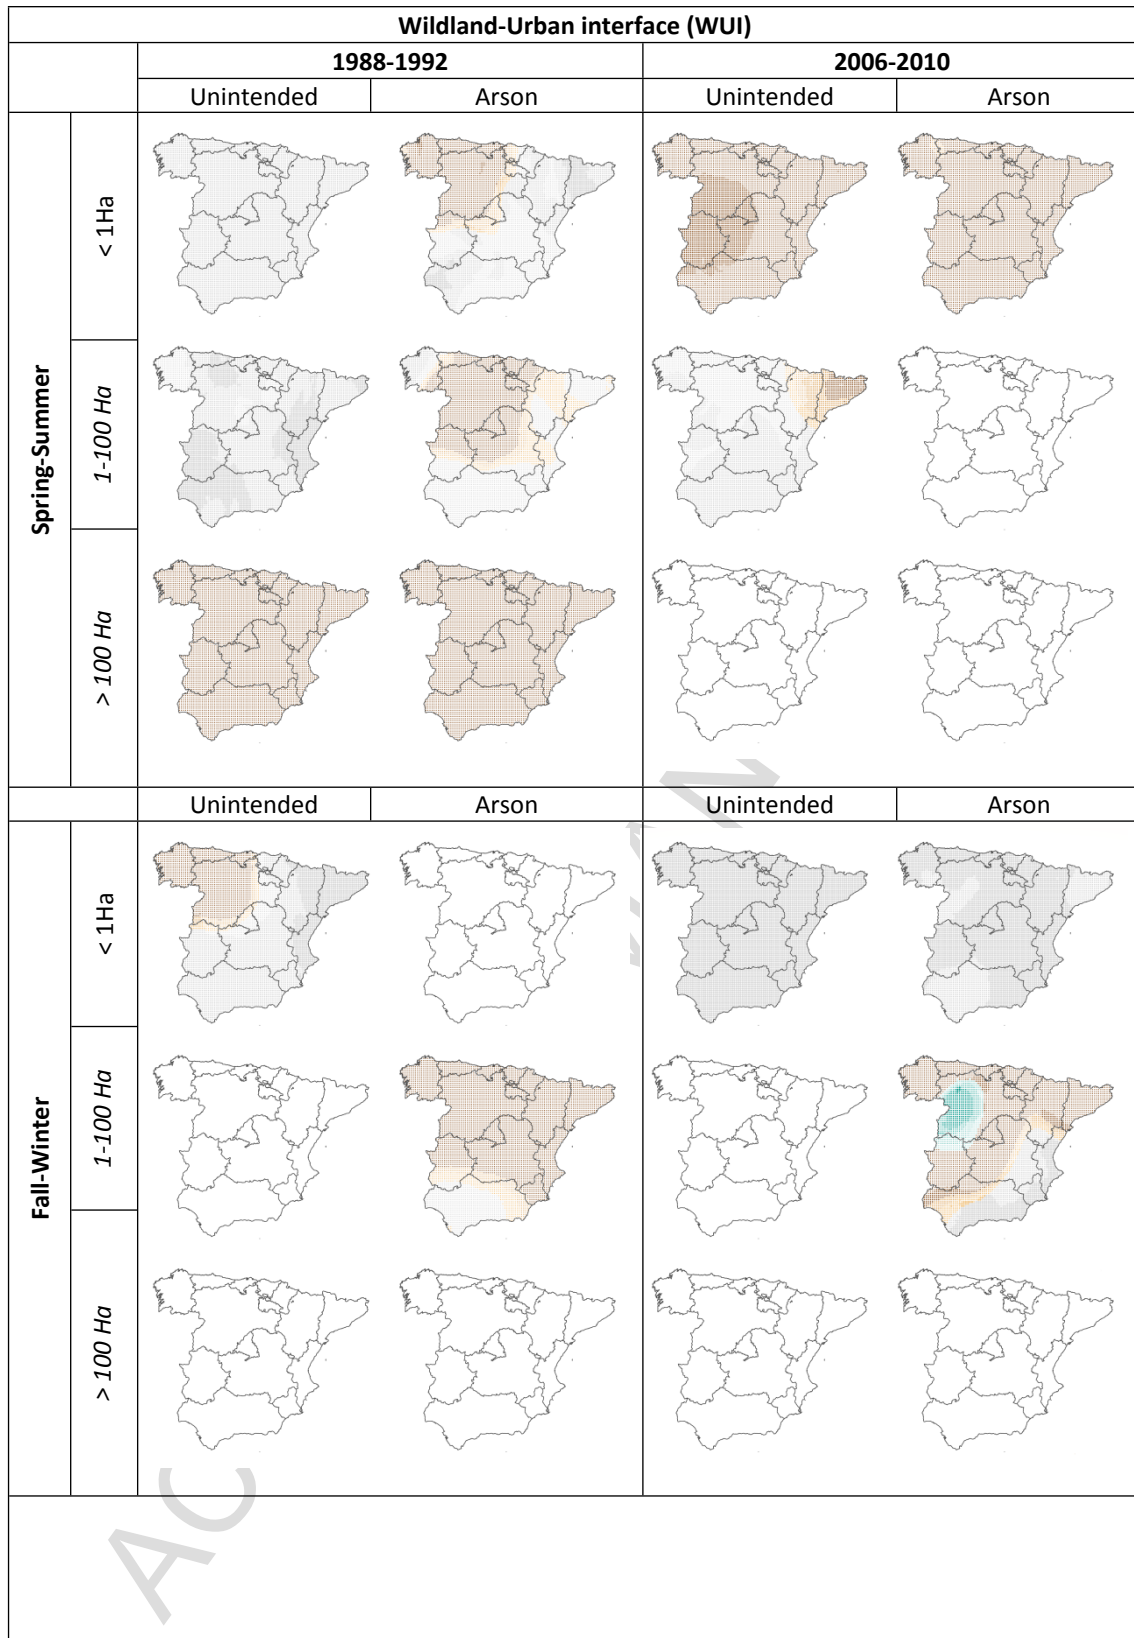 Wildland-Urban interface (WUI)
1988-1992
2006-2010
Unintended
Arson
Unintended
Arson
Spring-Summer
< 1Ha
1-100 Ha
> 100 Ha
Unintended
Arson
Unintended
Arson
Fall-Winter
< 1Ha
1-100 Ha
> 100 Ha
AC